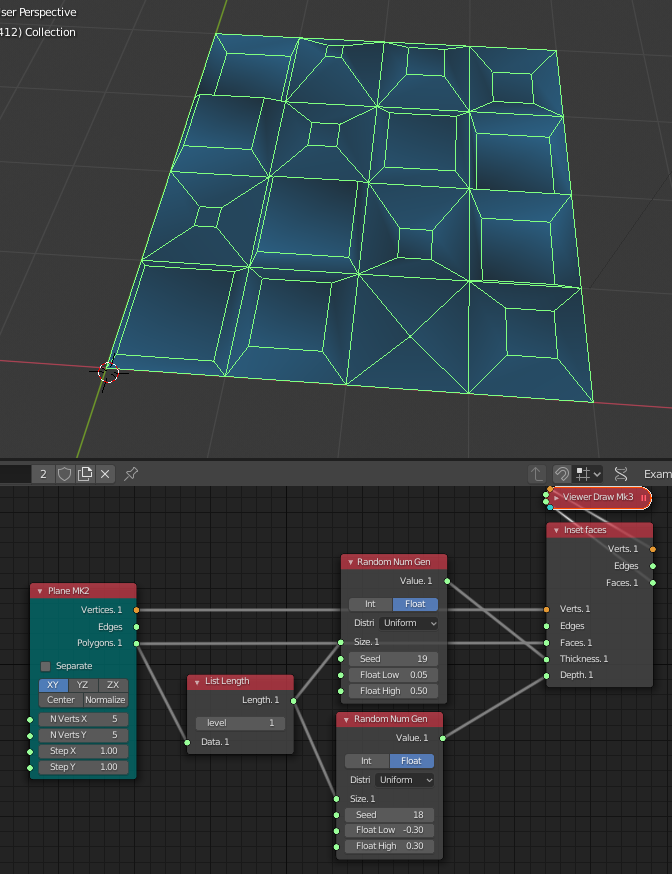 ser Perspective
412) Collection
2
Exam
Viewer Draw Mk3
Inset faces
Verts. 1
Edges
Faces. 1
Verts. 1
Edges
Faces. 1
Thickness. 1
Depth. 1
Random Num Gen
Value. 1
Int Float
Distri Uniform
Size. 1
Seed 19
Float Low 0.05
Float High 0.50
Plane MK2
Vertices. 1
Edges
Polygons. 1
Separate
XY YZ ZX
Center Normalize
N Verts X 5
N Verts Y 5
Step X 1.00
Step Y 1.00
List Length
Length. 1
level 1
Data. 1
Random Num Gen
Value. 1
Int Float
Distri Uniform
Size. 1
Seed 18
Float Low -0.30
Float High 0.30